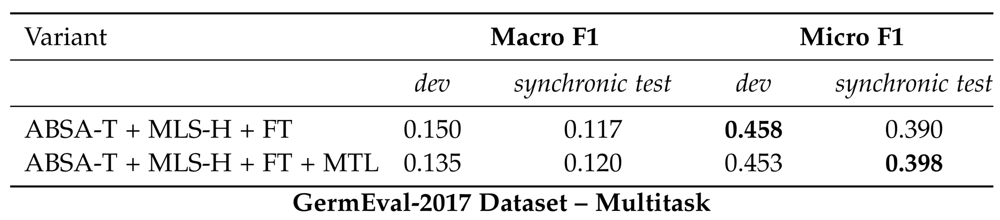 Variant Macro F1 Micro F1
dev synchronic test dev synchronic test
ABSA-T + MLS-H + FT 0.150 0.117 0.458 0.390
ABSA-T + MLS-H + FT + MTL 0.135 0.120 0.453 0.398
GermEval-2017 Dataset – Multitask